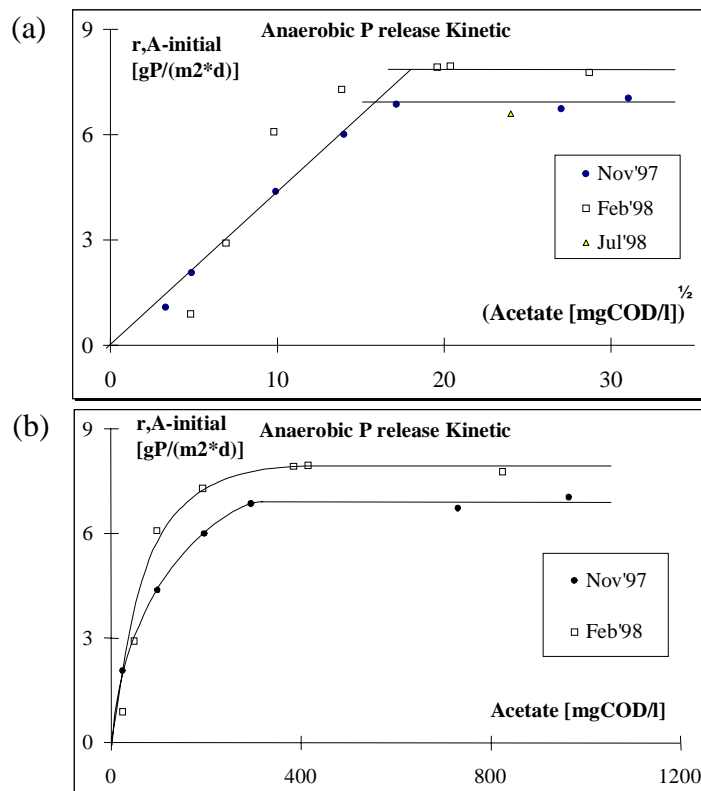 (a)
r,A-initial
[gP/(m2*d)]
Anaerobic P release Kinetic
9
6
3
0
Nov'97
Feb'98
Jul'98
(Acetate [mgCOD/l])^½
0 10 20 30
(b)
r,A-initial
[gP/(m2*d)]
Anaerobic P release Kinetic
9
6
3
0
Nov'97
Feb'98
Acetate [mgCOD/l]
0 400 800 1200